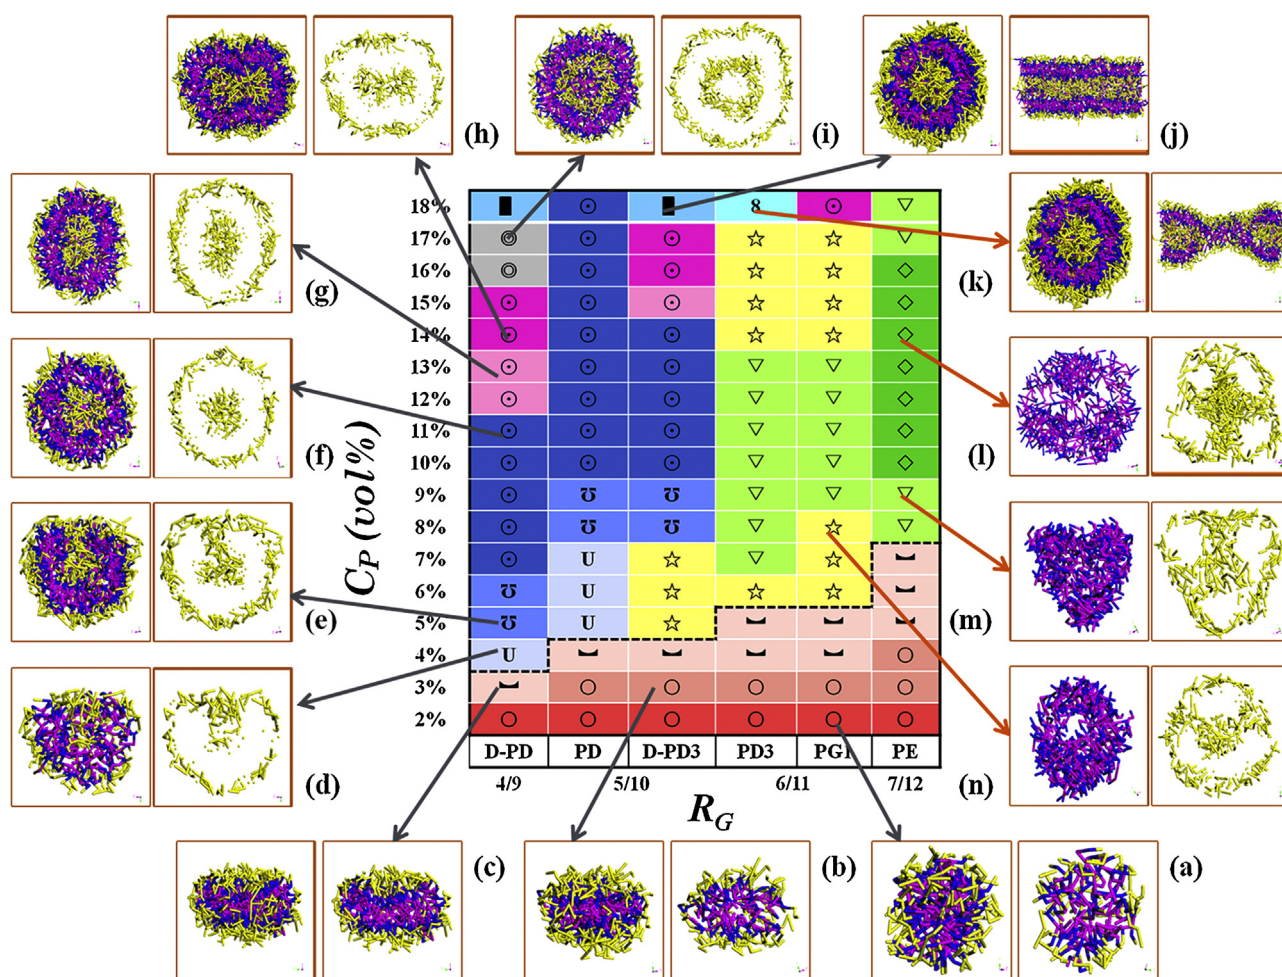 (h)
(i)
(j)
(g)
(k)
(f)
(l)
(e)
(m)
(d)
(n)
(c)
(b)
(a)
C_P (vol%)
18% 8
17%
16%
15%
14%
13%
12%
11%
10%
9% Ʊ Ʊ
8% Ʊ Ʊ
7% U
6% Ʊ U
5% Ʊ U
4% U
3%
2%
D-PD PD D-PD3 PD3 PG1 PE
4/9 5/10 6/11 7/12
R_G